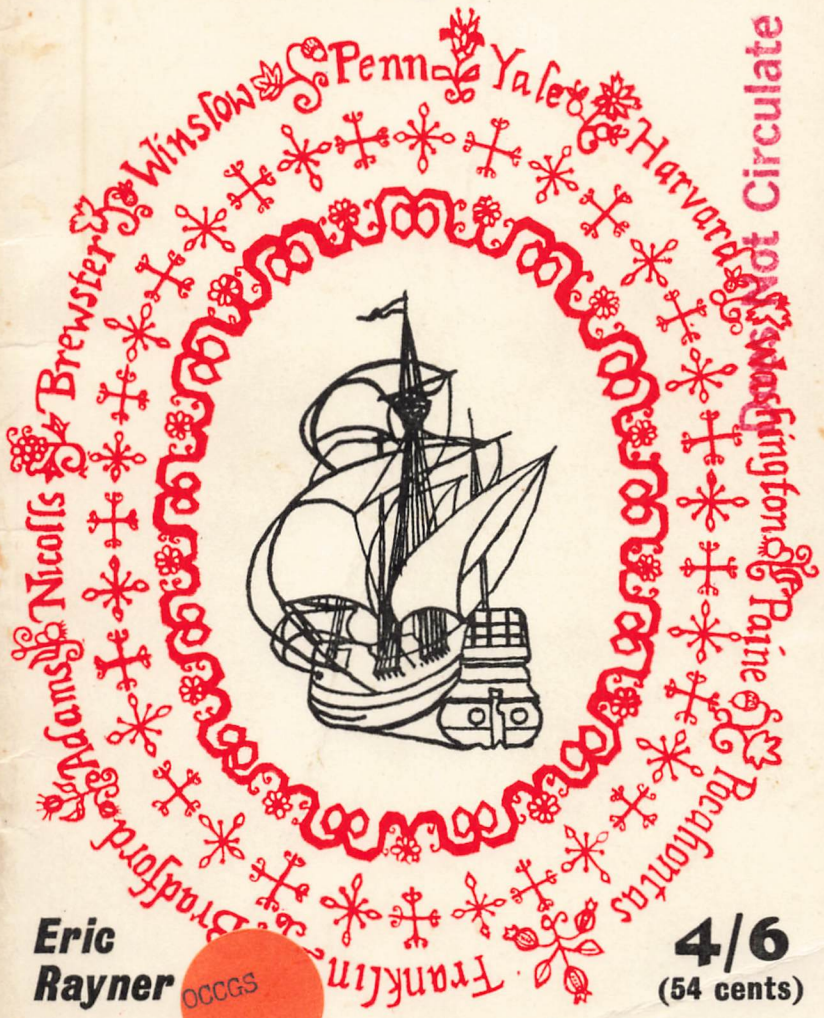 Penn
Yale
Harvard
Washington
Paine
Pocahontas
Franklin
Bradford
Adams
Nicolls
Brewster
Winslow
Does Not Circulate
Eric
Rayner
OCCGS
4/6
(54 cents)